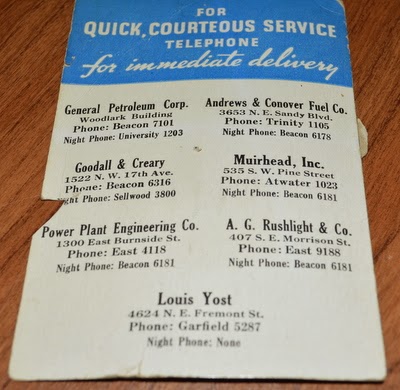 FOR
QUICK, COURTEOUS SERVICE
TELEPHONE
for immediate delivery
General Petroleum Corp.
Woodlark Building
Phone: Beacon 7101
Night Phone: University 1203
Andrews & Conover Fuel Co.
3653 N. E. Sandy Blvd.
Phone: Trinity 1105
Night Phone: Beacon 6178
Goodall & Creary
1522 N. W. 17th Ave.
Phone: Beacon 6316
Night Phone: Sellwood 3800
Muirhead, Inc.
535 S. W. Pine Street
Phone: Atwater 1023
Night Phone: Beacon 6181
Power Plant Engineering Co.
1300 East Burnside St.
Phone: East 4118
Night Phone: Beacon 6181
A. G. Rushlight & Co.
407 S. E. Morrison St.
Phone: East 9188
Night Phone: Beacon 6181
Louis Yost
4624 N. E. Fremont St.
Phone: Garfield 5287
Night Phone: None